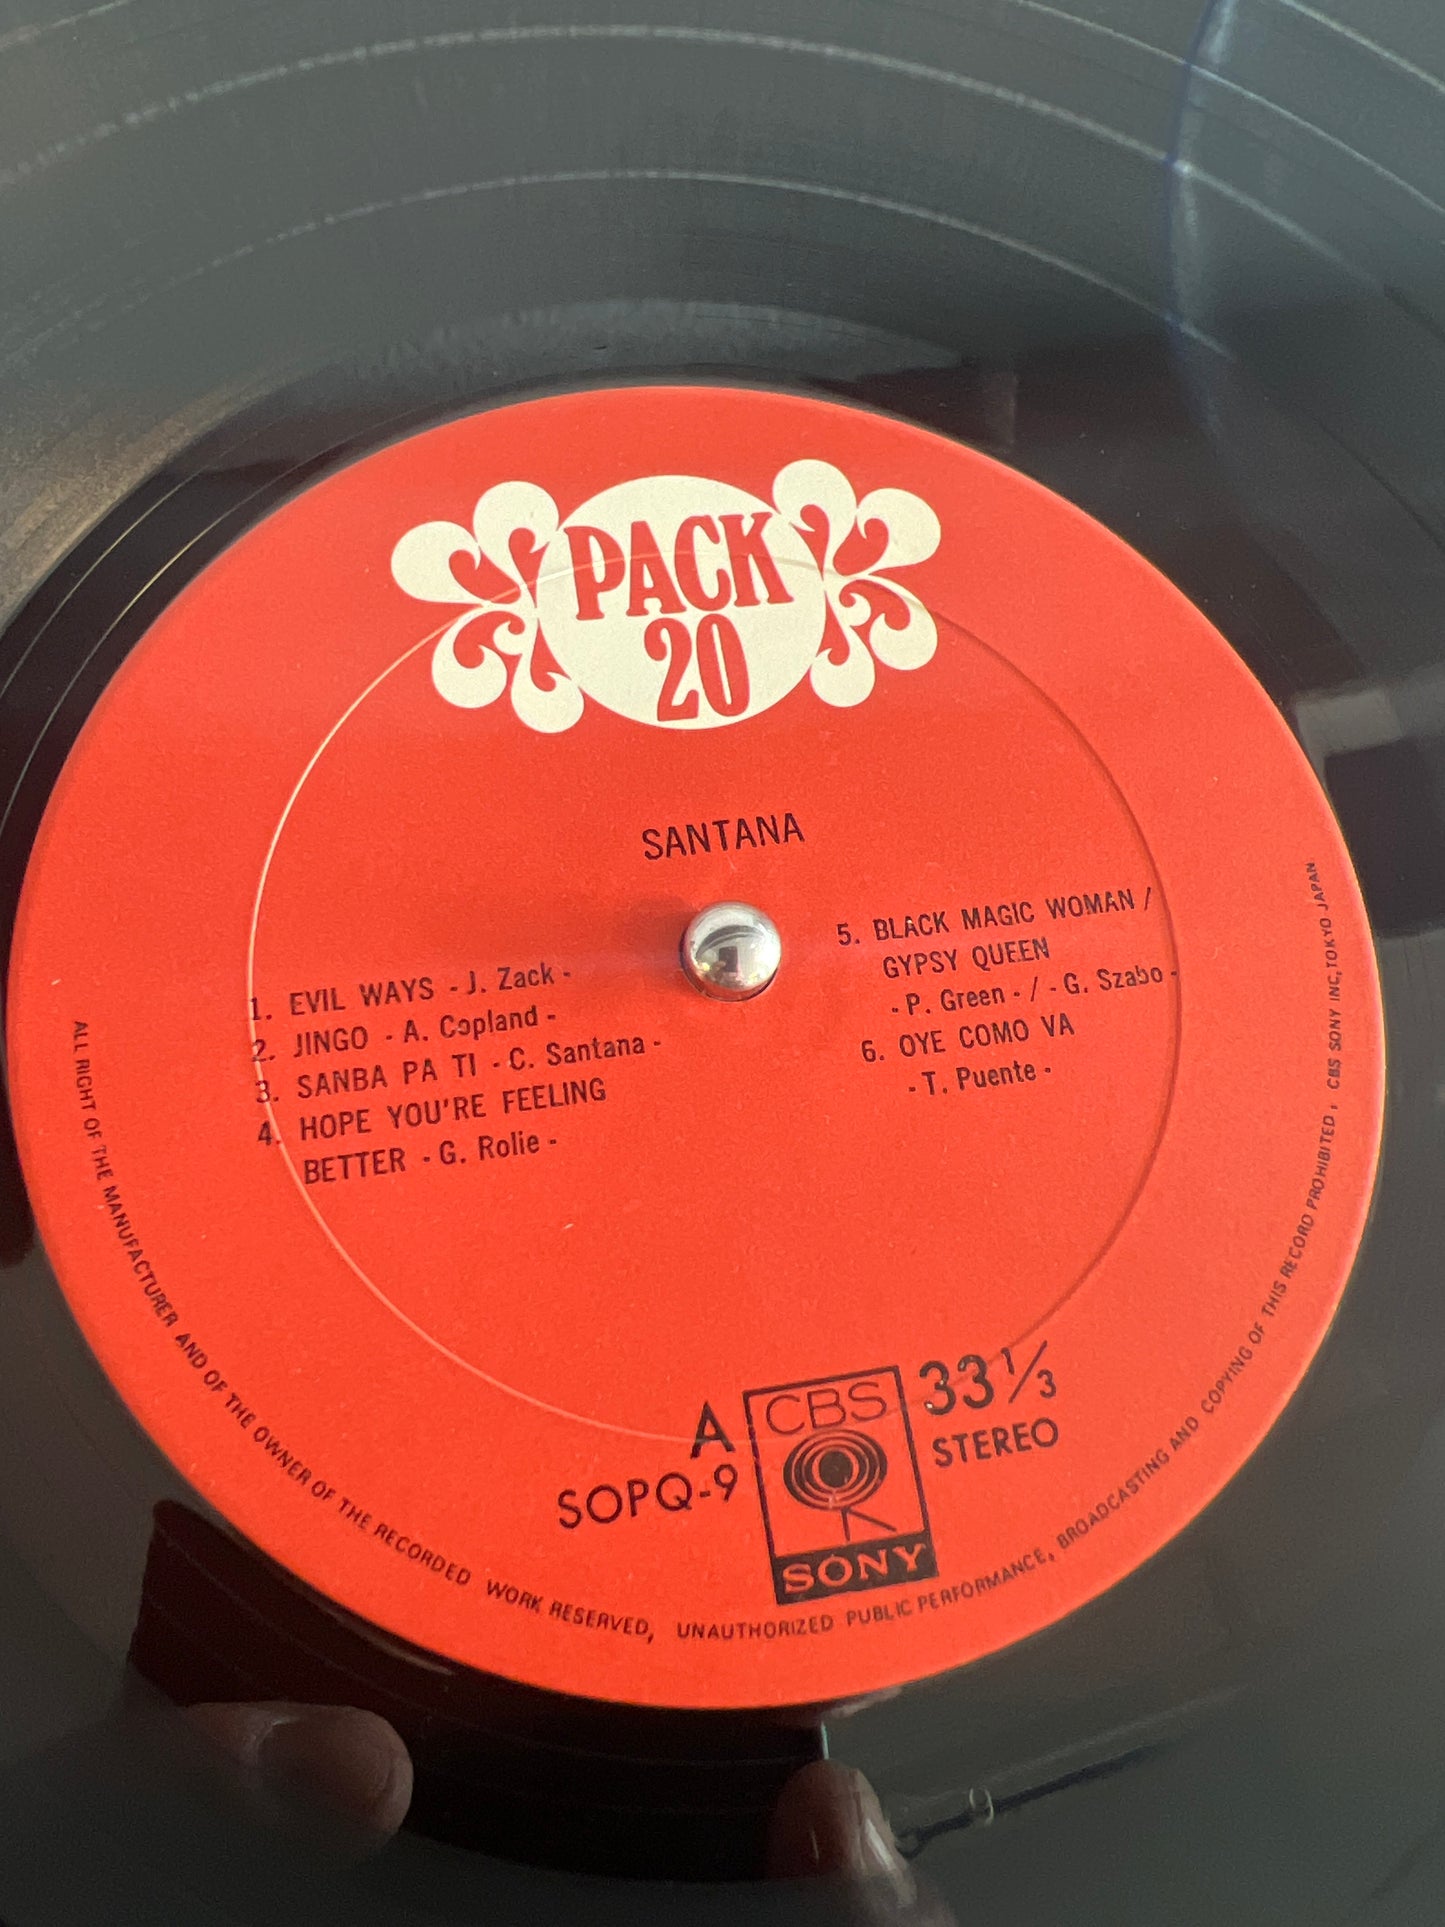 PACK
20
SANTANA
1. EVIL WAYS - J. Zack -
2. JINGO - A. Copland -
3. SANBA PA TI - C. Santana -
4. HOPE YOU'RE FEELING
BETTER - G. Rolie -
5. BLACK MAGIC WOMAN /
GYPSY QUEEN
- P. Green - / - G. Szabo -
6. OYE COMO VA
- T. Puente -
A
SOPQ-9
CBS
SONY
33 1/3
STEREO
ALL RIGHT OF THE MANUFACTURER AND OF THE OWNER OF THE RECORDED WORK RESERVED, UNAUTHORIZED PUBLIC PERFORMANCE, BROADCASTING AND COPYING OF THIS RECORD PROHIBITED, CBS SONY INC, TOKYO JAPAN